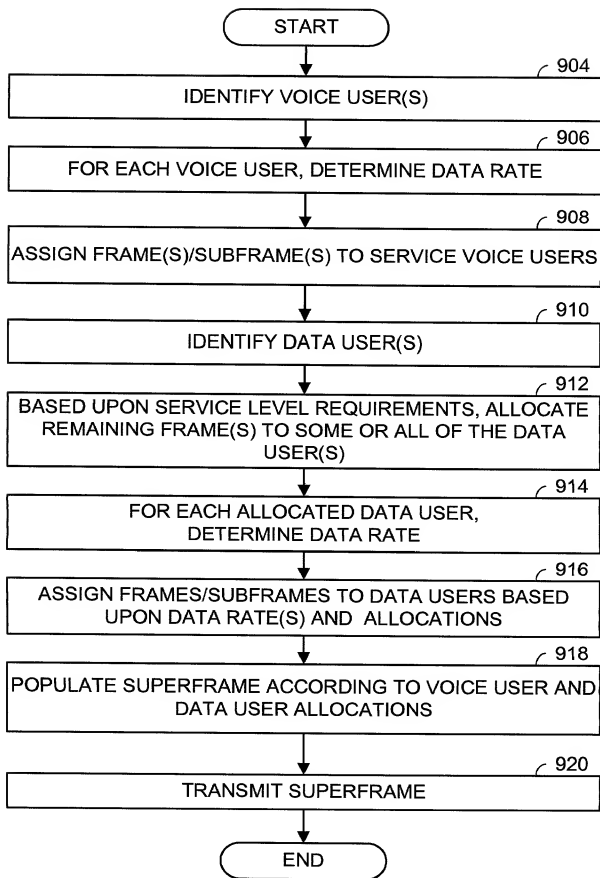 START
904
IDENTIFY VOICE USER(S)
906
FOR EACH VOICE USER, DETERMINE DATA RATE
908
ASSIGN FRAME(S)/SUBFRAME(S) TO SERVICE VOICE USERS
910
IDENTIFY DATA USER(S)
912
BASED UPON SERVICE LEVEL REQUIREMENTS, ALLOCATE
REMAINING FRAME(S) TO SOME OR ALL OF THE DATA
USER(S)
914
FOR EACH ALLOCATED DATA USER,
DETERMINE DATA RATE
916
ASSIGN FRAMES/SUBFRAMES TO DATA USERS BASED
UPON DATA RATE(S) AND ALLOCATIONS
918
POPULATE SUPERFRAME ACCORDING TO VOICE USER AND
DATA USER ALLOCATIONS
920
TRANSMIT SUPERFRAME
END